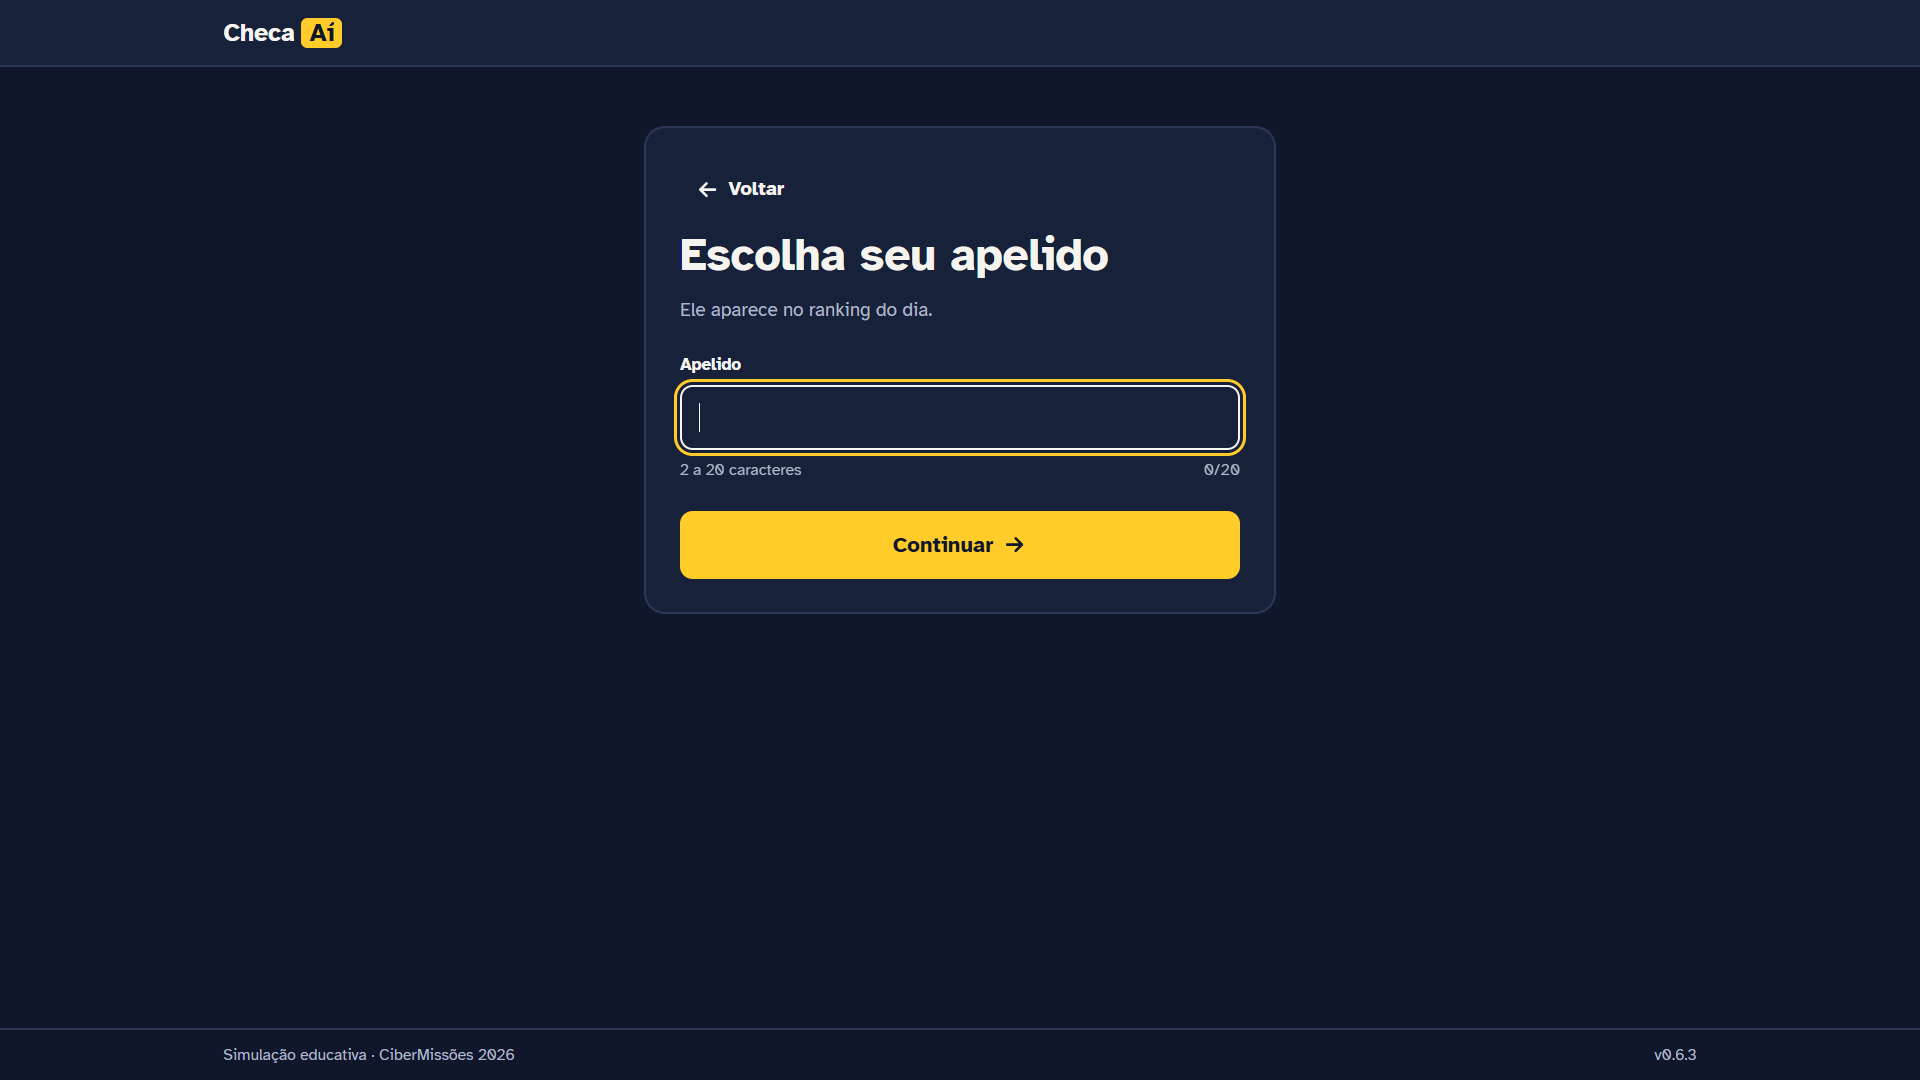 Checa Aí
Voltar
Escolha seu apelido
Ele aparece no ranking do dia.
Apelido
2 a 20 caracteres
0/20
Continuar
Simulação educativa · CiberMissões 2026
v0.6.3